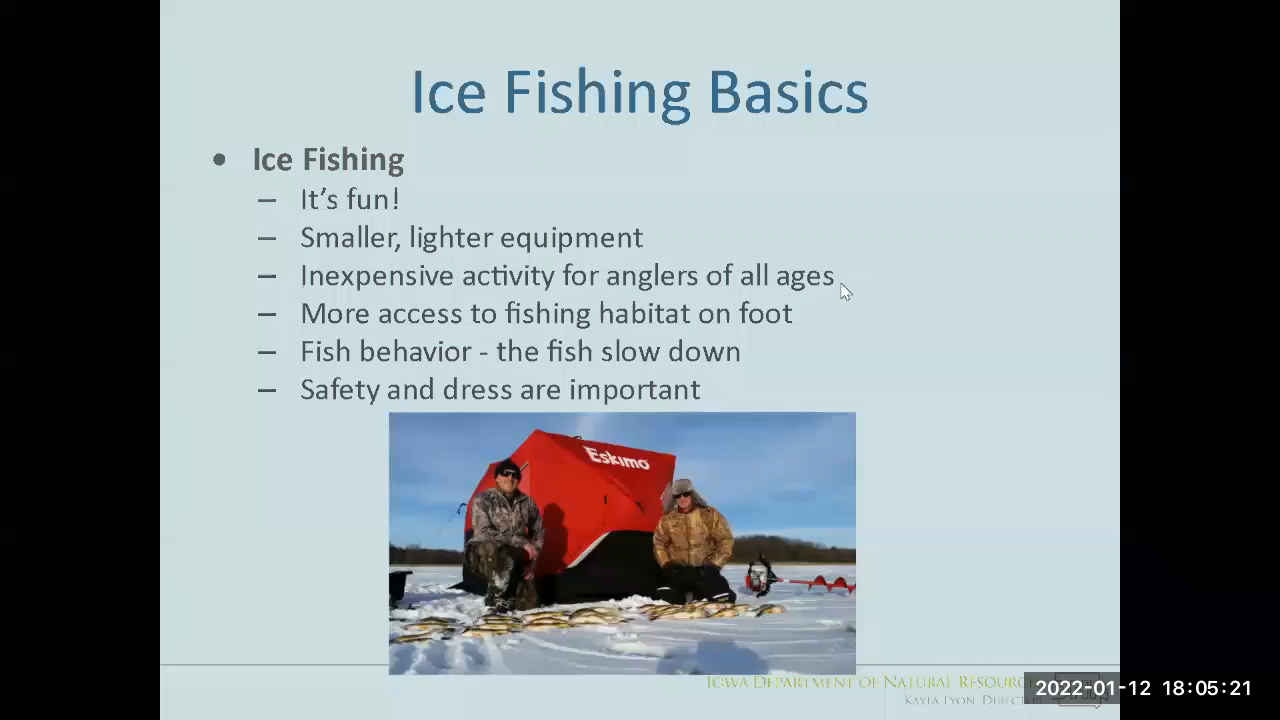 Ice Fishing Basics
• Ice Fishing
– It’s fun!
– Smaller, lighter equipment
– Inexpensive activity for anglers of all ages
– More access to fishing habitat on foot
– Fish behavior - the fish slow down
– Safety and dress are important
Eskimo
Iowa Department of Natural
Kayla Lyon,
2022-01-12 18:05:21